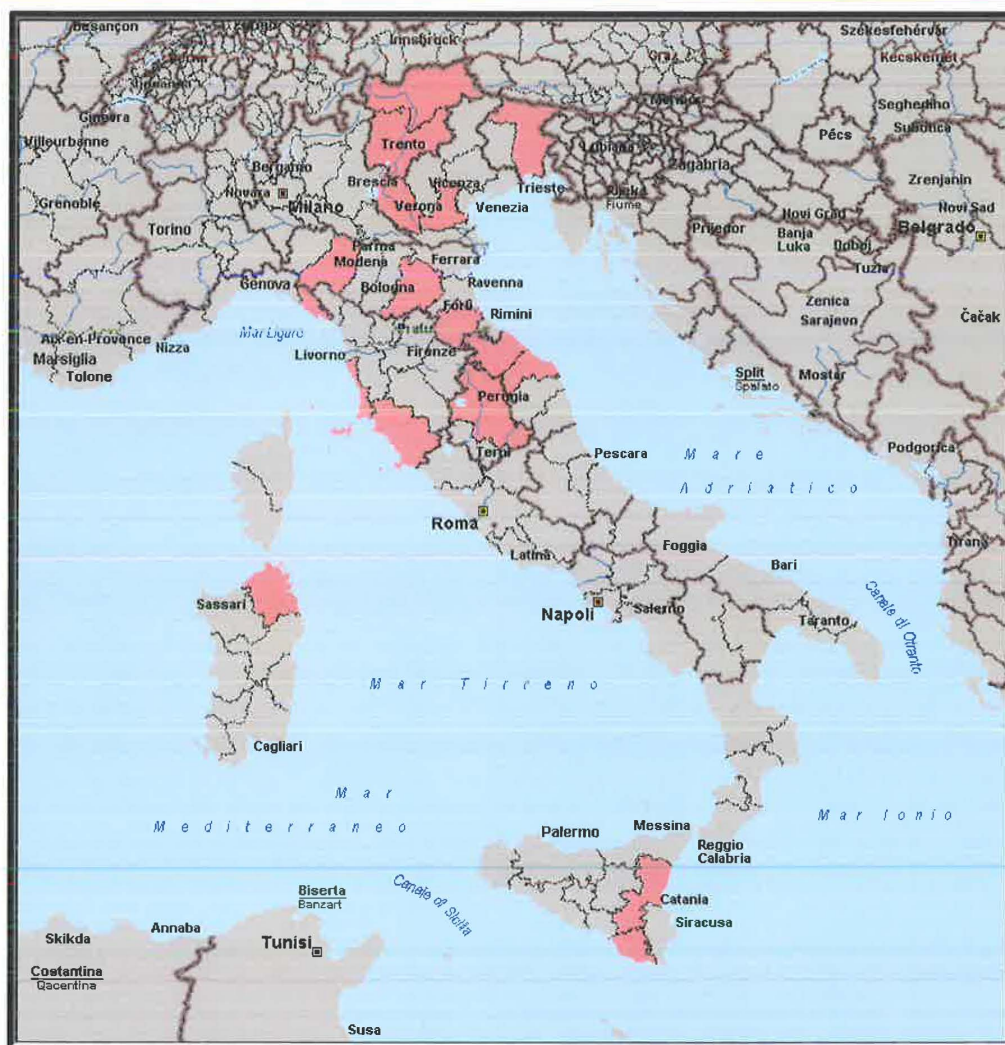 Besançon
Innsbruck
Graz
Székesfehérvár
Kecskemét
Ginevra
Maribor
Seghedino
Villeurbanne
Trento
Lubiana
Pécs
Subotica
Bergamo
Zagabria
Zrenjanin
Brescia
Vicenza
Trieste
Rijeka
Fiume
Grenoble
Novara
Milano
Verona
Venezia
Novi Grad
Novi Sad
Torino
Prijedor
Banja
Luka
Doboj
Belgrado
Parma
Modena
Ferrara
Tuzla
Genova
Bologna
Ravenna
Zenica
Forlì
Rimini
Sarajevo
Čačak
Mar Ligure
Prato
Aix-en-Provence
Nizza
Livorno
Firenze
Marsiglia
Tolone
Split
Spalato
Mostar
Perugia
Terni
Pescara
Mare
Adriatico
Podgorica
Roma
Tirana
Latina
Foggia
Bari
Sassari
Napoli
Salerno
Taranto
Canale di Otranto
Mar Tirreno
Cagliari
Mar
Mediterraneo
Mar Ionio
Palermo
Messina
Reggio
Calabria
Biserta
Banzart
Canale di Sicilia
Catania
Siracusa
Skikda
Annaba
Tunisi
Costantina
Qacentina
Susa